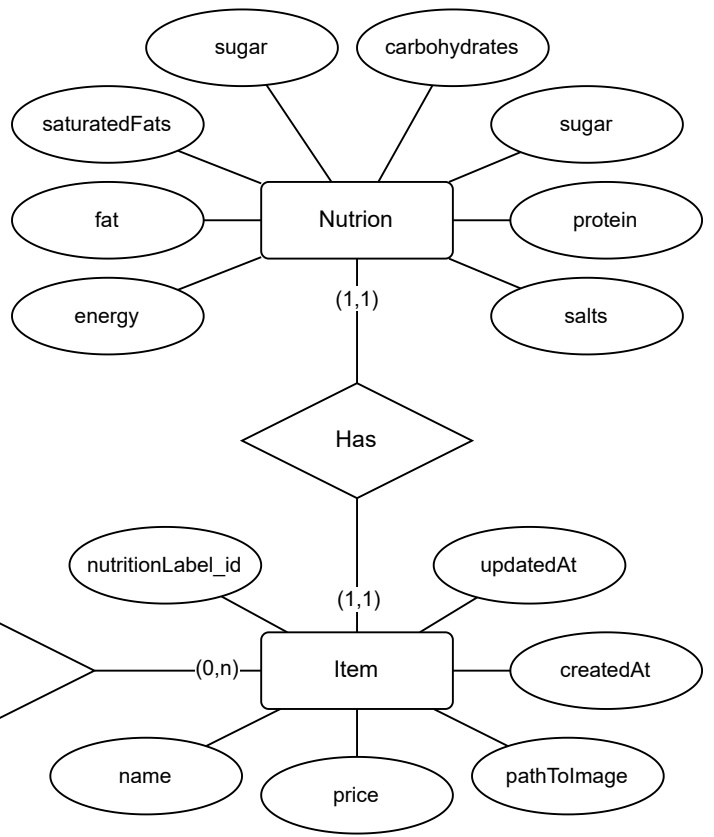 sugar
carbohydrates
saturatedFats
sugar
fat
Nutrion
protein
energy
(1,1)
salts
Has
nutritionLabel_id
updatedAt
(1,1)
(0,n)
Item
createdAt
name
price
pathToImage